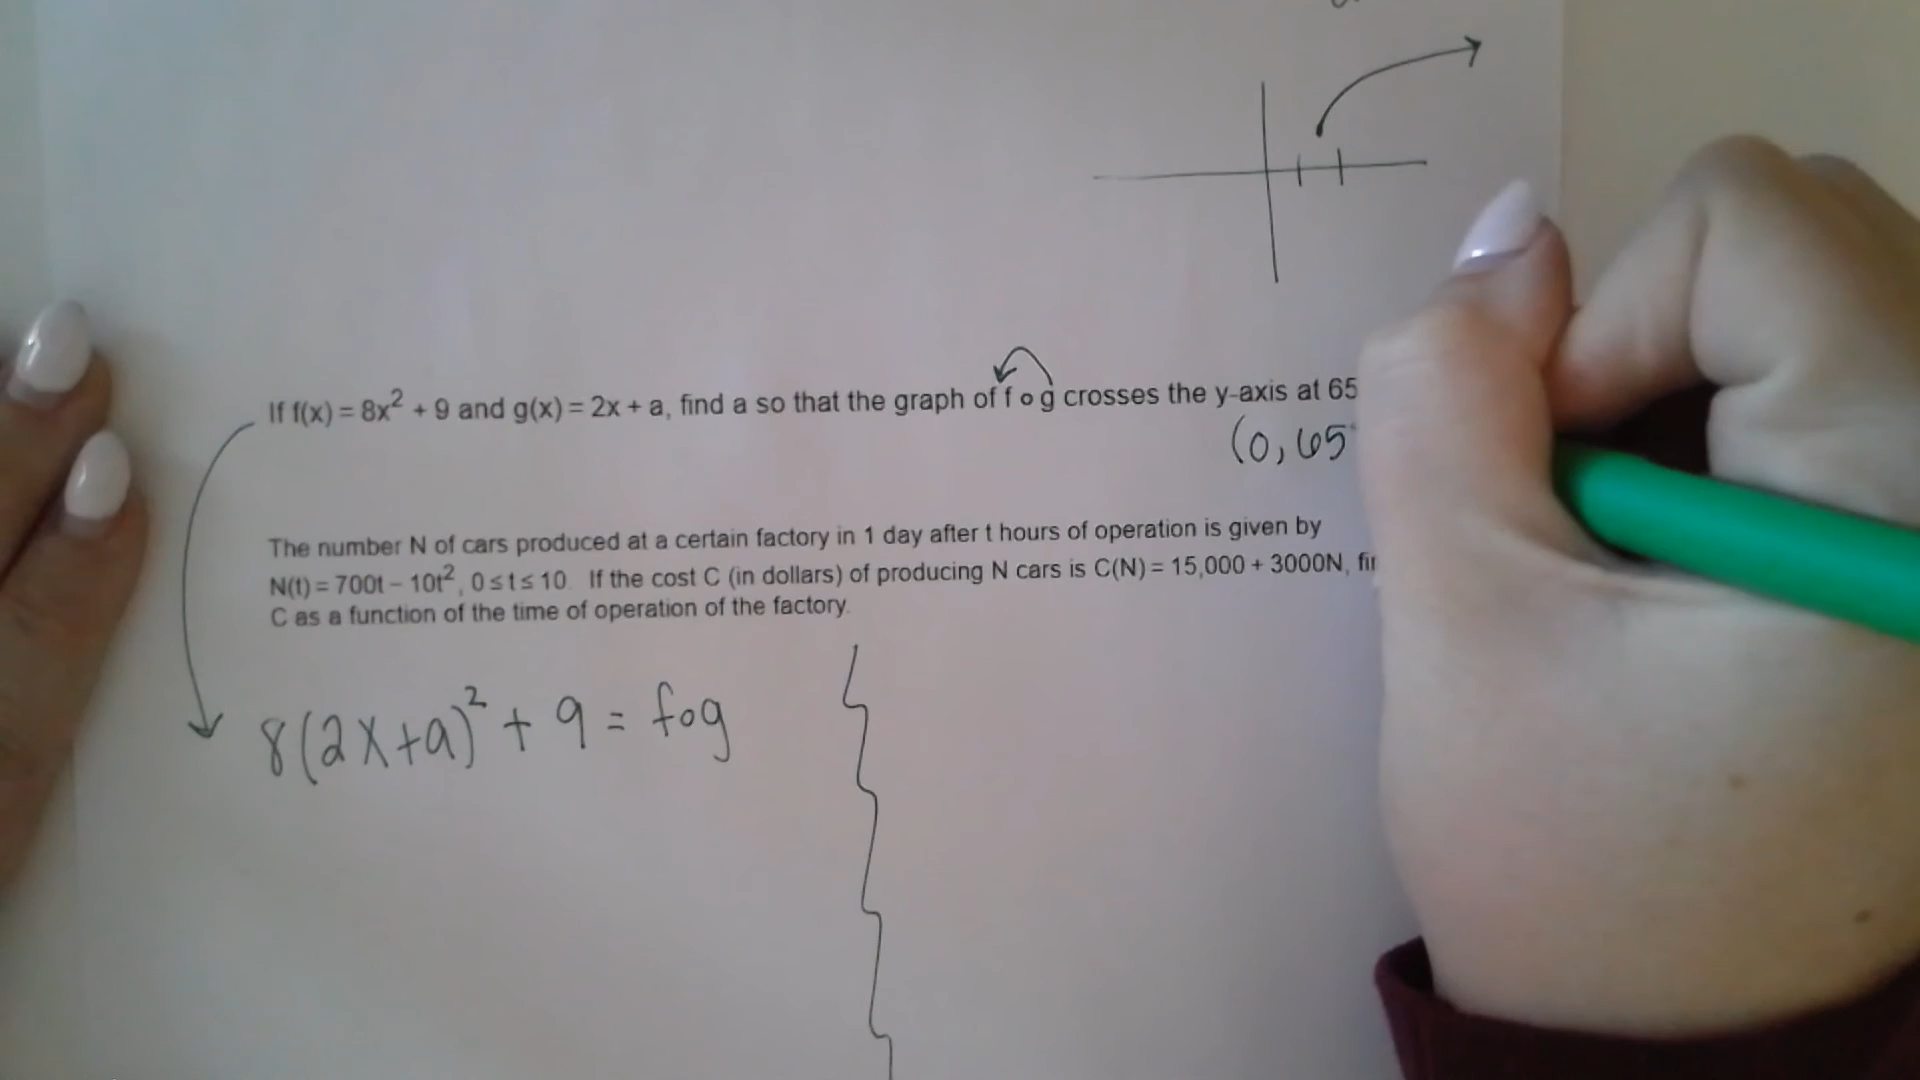 If f(x) = 8x² + 9 and g(x) = 2x + a, find a so that the graph of f o g crosses the y-axis at 65
(0, 65
The number N of cars produced at a certain factory in 1 day after t hours of operation is given by
N(t) = 700t – 10t², 0 ≤ t ≤ 10. If the cost C (in dollars) of producing N cars is C(N) = 15,000 + 3000N,
C as a function of the time of operation of the factory.
8(2x+a)² + 9 = fog